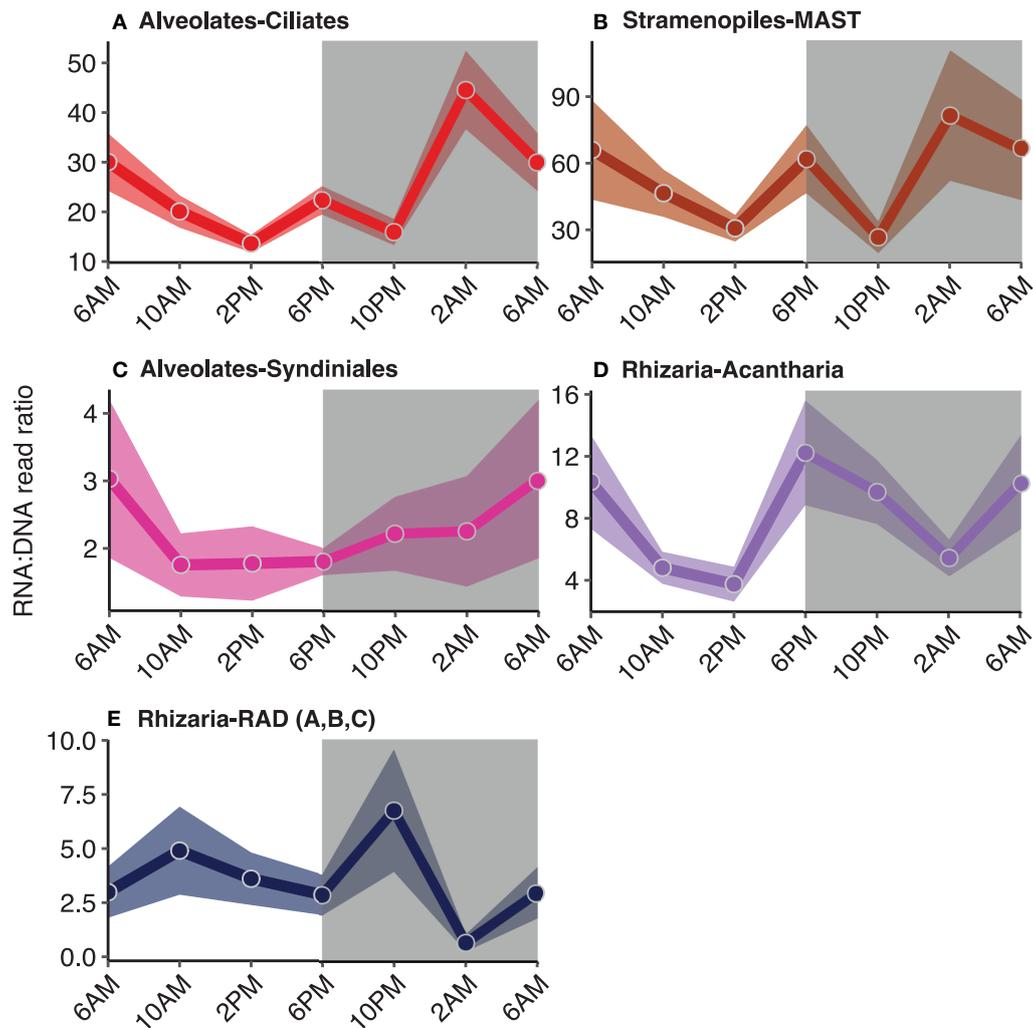 A Alveolates-Ciliates
50
40
30
20
10
6AM 10AM 2PM 6PM 10PM 2AM 6AM
B Stramenopiles-MAST
90
60
30
6AM 10AM 2PM 6PM 10PM 2AM 6AM
RNA:DNA read ratio
C Alveolates-Syndiniales
4
3
2
6AM 10AM 2PM 6PM 10PM 2AM 6AM
D Rhizaria-Acantharia
16
12
8
4
6AM 10AM 2PM 6PM 10PM 2AM 6AM
E Rhizaria-RAD (A,B,C)
10.0
7.5
5.0
2.5
0.0
6AM 10AM 2PM 6PM 10PM 2AM 6AM